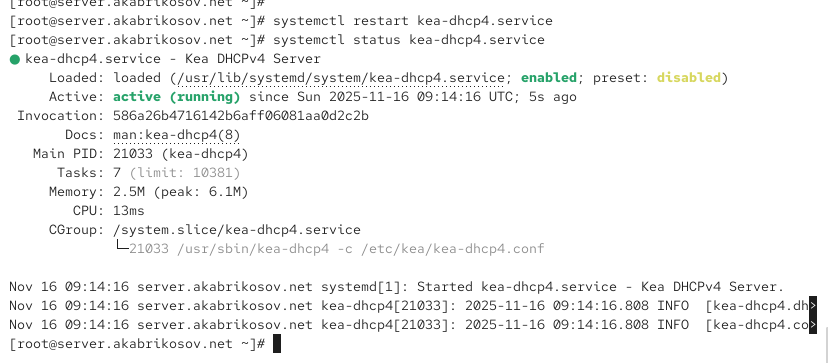 [root@server.akabrikosov.net ~]#
[root@server.akabrikosov.net ~]# systemctl restart kea-dhcp4.service
[root@server.akabrikosov.net ~]# systemctl status kea-dhcp4.service
● kea-dhcp4.service - Kea DHCPv4 Server
Loaded: loaded (/usr/lib/systemd/system/kea-dhcp4.service; enabled; preset: disabled)
Active: active (running) since Sun 2025-11-16 09:14:16 UTC; 5s ago
Invocation: 586a26b4716142b6aff06081aa0d2c2b
Docs: man:kea-dhcp4(8)
Main PID: 21033 (kea-dhcp4)
Tasks: 7 (limit: 10381)
Memory: 2.5M (peak: 6.1M)
CPU: 13ms
CGroup: /system.slice/kea-dhcp4.service
└─21033 /usr/sbin/kea-dhcp4 -c /etc/kea/kea-dhcp4.conf
Nov 16 09:14:16 server.akabrikosov.net systemd[1]: Started kea-dhcp4.service - Kea DHCPv4 Server.
Nov 16 09:14:16 server.akabrikosov.net kea-dhcp4[21033]: 2025-11-16 09:14:16.808 INFO  [kea-dhcp4.dh>
Nov 16 09:14:16 server.akabrikosov.net kea-dhcp4[21033]: 2025-11-16 09:14:16.808 INFO  [kea-dhcp4.co>
[root@server.akabrikosov.net ~]#